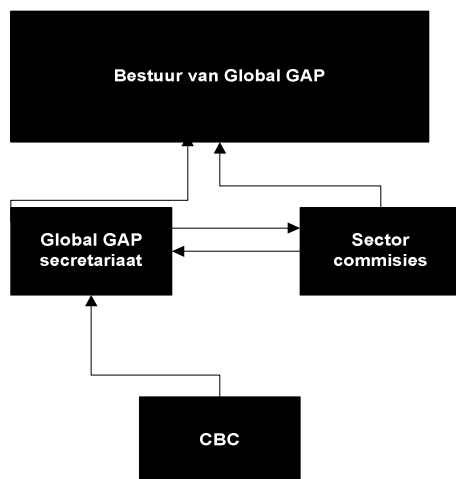 Bestuur van Global GAP
Global GAP
secretariaat
Sector
commisies
CBC